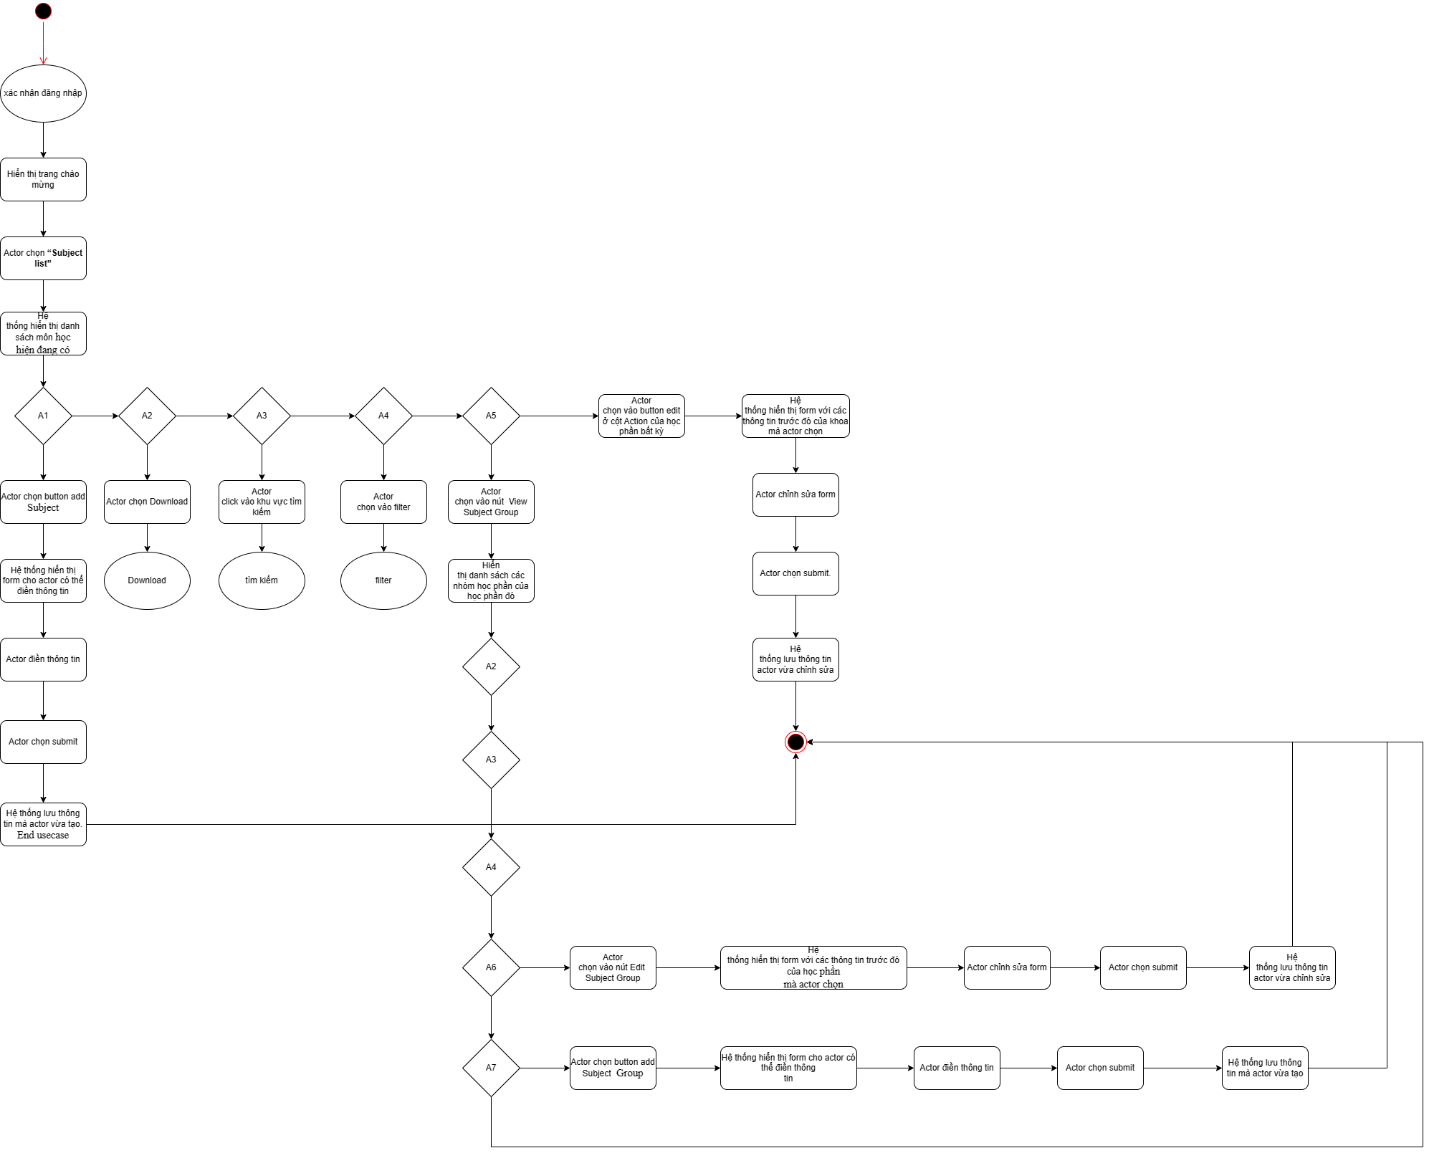 xác nhận đăng nhập
Hiển thị trang chào
mừng
Actor chọn “Subject
list”
Hệ
thống hiển thị danh
sách môn học
hiện đang có
A1
A2
A3
A4
A5
Actor
chọn vào button edit
ở cột Action của học
phần bất kỳ
Hệ
thống hiển thị form với các
thông tin trước đó của khoa
mà actor chọn
Actor chọn button add
Subject
Actor chọn Download
Actor
click vào khu vực tìm
kiếm
Actor
chọn vào filter
Actor
chọn vào nút View
Subject Group
Actor chỉnh sửa form
Hệ thống hiển thị
form cho actor có thể
điền thông tin
Download
tìm kiếm
filter
Hiển
thị danh sách các
nhóm học phần của
học phần đó
Actor chọn submit.
Actor điền thông tin
A2
Hệ
thống lưu thông tin
actor vừa chỉnh sửa
Actor chọn submit
A3
Hệ thống lưu thông
tin mà actor vừa tạo.
End usecase
A4
A6
Actor
chọn vào nút Edit
Subject Group
Hệ
thống hiển thị form với các thông tin trước đó
của học phần
mà actor chọn
Actor chỉnh sửa form
Actor chọn submit
Hệ
thống lưu thông tin
actor vừa chỉnh sửa
A7
Actor chọn button add
Subject Group
Hệ thống hiển thị form cho actor có
thể điền thông
tin
Actor điền thông tin
Actor chọn submit
Hệ thống lưu thông
tin mà actor vừa tạo